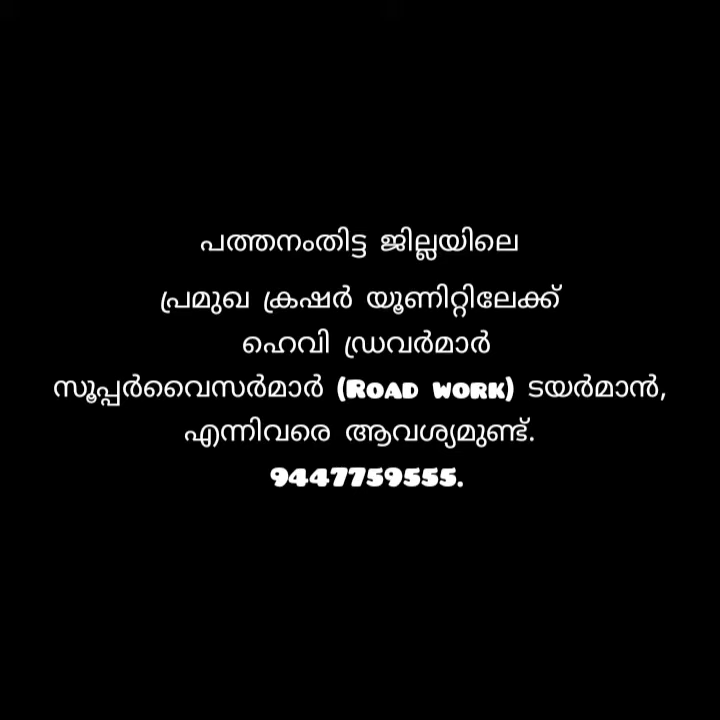 പത്തനംതിട്ട ജില്ലയിലെ
പ്രമുഖ ക്രഷർ യൂണിറ്റിലേക്ക്
ഹെവി ഡ്രവർമാർ
സൂപ്പർവൈസർമാർ (ROAD WORK) ടയർമാൻ,
എന്നിവരെ ആവശ്യമുണ്ട്.
9447759555.